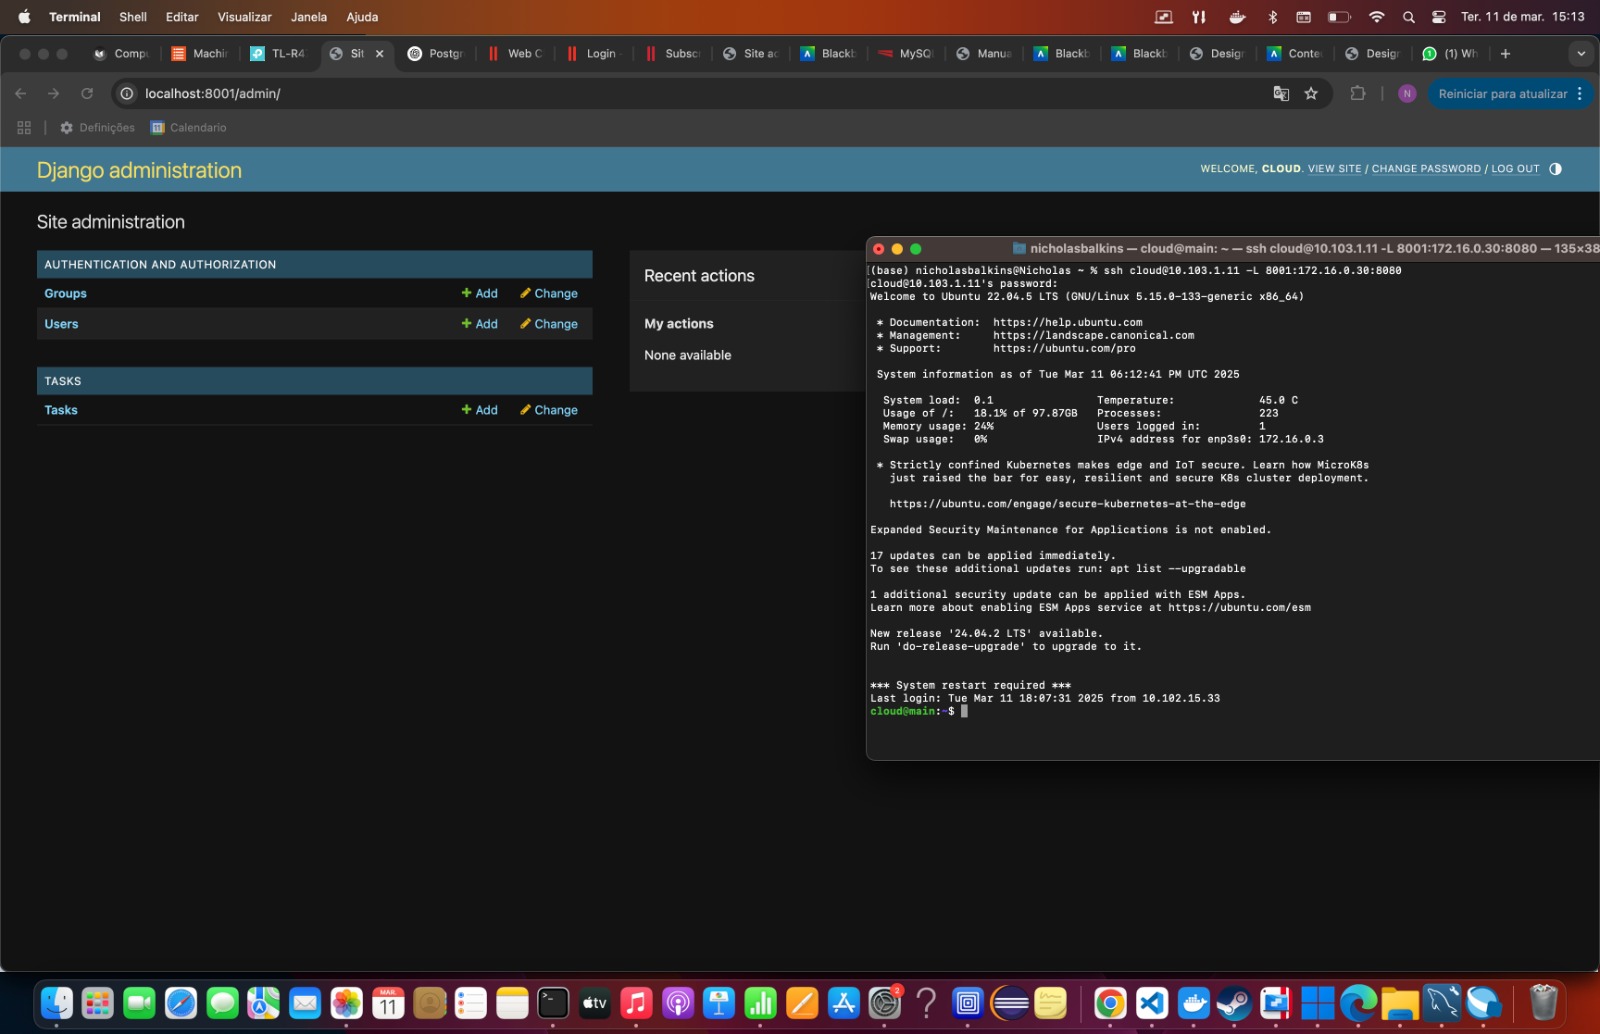 Terminal Shell Editar Visualizar Janela Ajuda Ter. 11 de mar. 15:13
Compu Machin TL-R4 Sit Postgr Web C Login - Subsc Site ac Blackb MySQ Manua Blackb Blackb Design Conte Design (1) Wh
localhost:8001/admin/ N Reiniciar para atualizar
Definições Calendario
Django administration WELCOME, CLOUD. VIEW SITE / CHANGE PASSWORD / LOG OUT
Site administration
AUTHENTICATION AND AUTHORIZATION
Groups Add Change
Users Add Change
TASKS
Tasks Add Change
Recent actions
My actions
None available
nicholasbalkins — cloud@main: ~ — ssh cloud@10.103.1.11 -L 8001:172.16.0.30:8080 — 135×38
[(base) nicholasbalkins@Nicholas ~ % ssh cloud@10.103.1.11 -L 8001:172.16.0.30:8080
[cloud@10.103.1.11's password:
Welcome to Ubuntu 22.04.5 LTS (GNU/Linux 5.15.0-133-generic x86_64)
* Documentation: https://help.ubuntu.com
* Management: https://landscape.canonical.com
* Support: https://ubuntu.com/pro
System information as of Tue Mar 11 06:12:41 PM UTC 2025
System load: 0.1 Temperature: 45.0 C
Usage of /: 18.1% of 97.87GB Processes: 223
Memory usage: 24% Users logged in: 1
Swap usage: 0% IPv4 address for enp3s0: 172.16.0.3
* Strictly confined Kubernetes makes edge and IoT secure. Learn how MicroK8s
just raised the bar for easy, resilient and secure K8s cluster deployment.
https://ubuntu.com/engage/secure-kubernetes-at-the-edge
Expanded Security Maintenance for Applications is not enabled.
17 updates can be applied immediately.
To see these additional updates run: apt list --upgradable
1 additional security update can be applied with ESM Apps.
Learn more about enabling ESM Apps service at https://ubuntu.com/esm
New release '24.04.2 LTS' available.
Run 'do-release-upgrade' to upgrade to it.
*** System restart required ***
Last login: Tue Mar 11 18:07:31 2025 from 10.102.15.33
cloud@main:~$
MAR.
11
tv
2